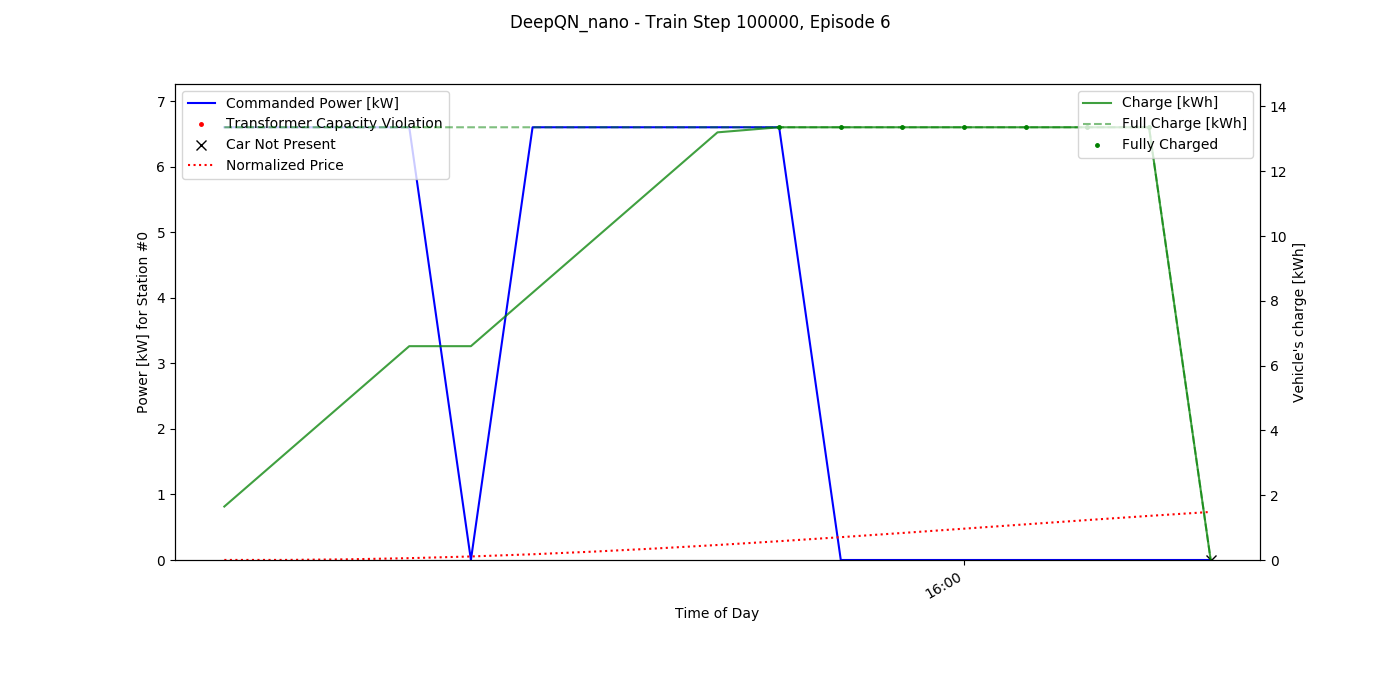 DeepQN_nano - Train Step 100000, Episode 6
Commanded Power [kW]
Transformer Capacity Violation
Car Not Present
Normalized Price
Charge [kWh]
Full Charge [kWh]
Fully Charged
7
6
5
4
3
2
1
0
Power [kW] for Station #0
14
12
10
8
6
4
2
0
Vehicle's charge [kWh]
16:00
Time of Day